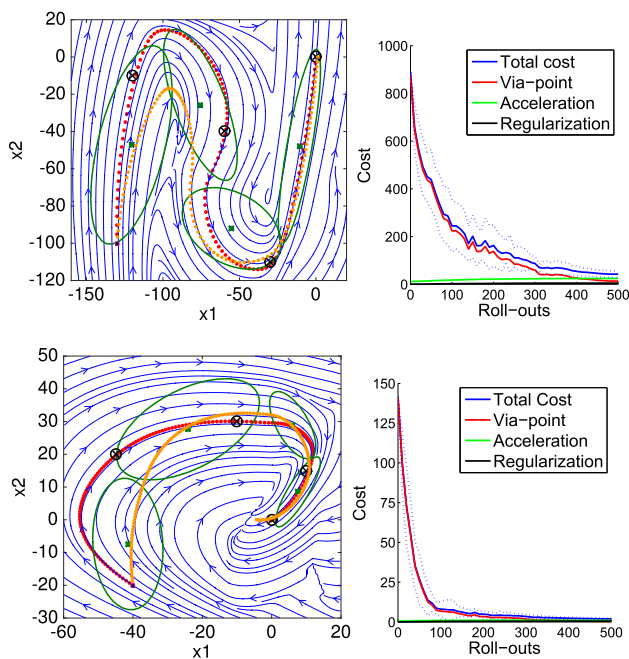 20
0
-20
-40
-60
-80
-100
-120
x2
-150 -100 -50 0
x1
1000
800
600
400
200
0
Cost
Total cost
Via-point
Acceleration
Regularization
0 100 200 300 400 500
Roll-outs
50
40
30
20
10
0
-10
-20
-30
x2
-60 -40 -20 0 20
x1
150
100
50
0
Cost
Total Cost
Via-point
Acceleration
Regularization
0 100 200 300 400 500
Roll-outs